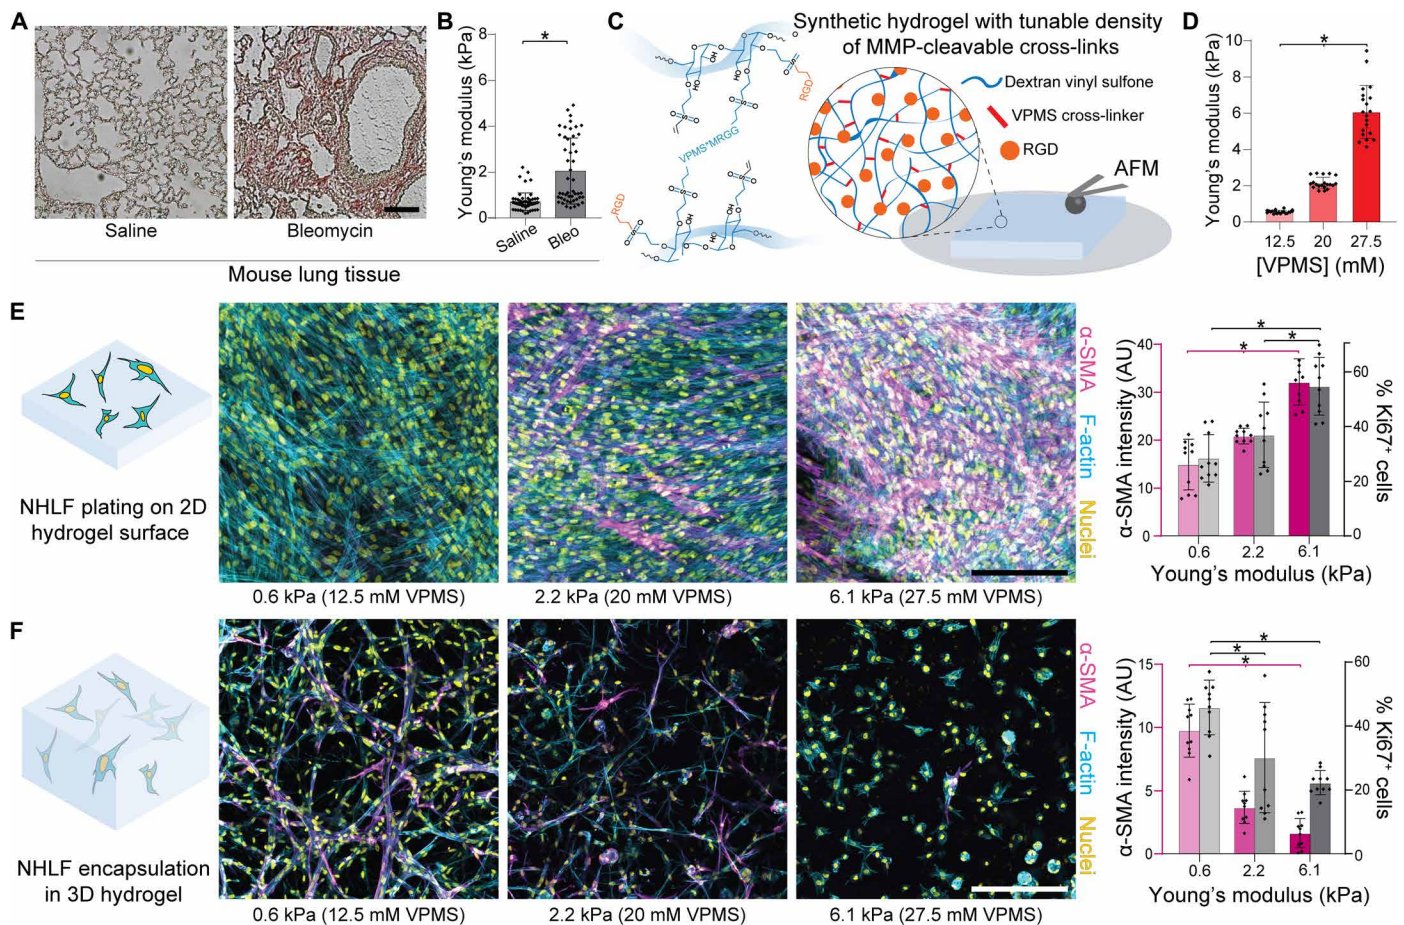 A
Saline
Bleomycin
Mouse lung tissue
B
Young's modulus (kPa)
8
6
4
2
0
*
Saline
Bleo
C
Synthetic hydrogel with tunable density
of MMP-cleavable cross-links
RGD
VPMS*MRGG
RGD
Dextran vinyl sulfone
VPMS cross-linker
RGD
AFM
D
Young's modulus (kPa)
10
8
6
4
2
0
*
12.5 20 27.5
[VPMS] (mM)
E
NHLF plating on 2D
hydrogel surface
0.6 kPa (12.5 mM VPMS)
2.2 kPa (20 mM VPMS)
6.1 kPa (27.5 mM VPMS)
α-SMA F-actin Nuclei
α-SMA intensity (AU)
40
30
20
10
0
*
*
*
60
40
20
0
% Ki67⁺ cells
0.6 2.2 6.1
Young's modulus (kPa)
F
NHLF encapsulation
in 3D hydrogel
0.6 kPa (12.5 mM VPMS)
2.2 kPa (20 mM VPMS)
6.1 kPa (27.5 mM VPMS)
α-SMA F-actin Nuclei
α-SMA intensity (AU)
15
10
5
0
*
*
*
60
40
20
0
% Ki67⁺ cells
0.6 2.2 6.1
Young's modulus (kPa)